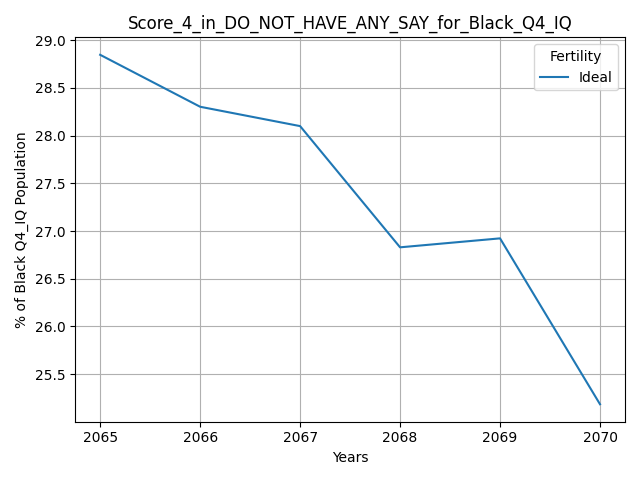 Score_4_in_DO_NOT_HAVE_ANY_SAY_for_Black_Q4_IQ
29.0
28.5
28.0
27.5
27.0
26.5
26.0
25.5
% of Black Q4_IQ Population
Fertility
Ideal
2065 2066 2067 2068 2069 2070
Years